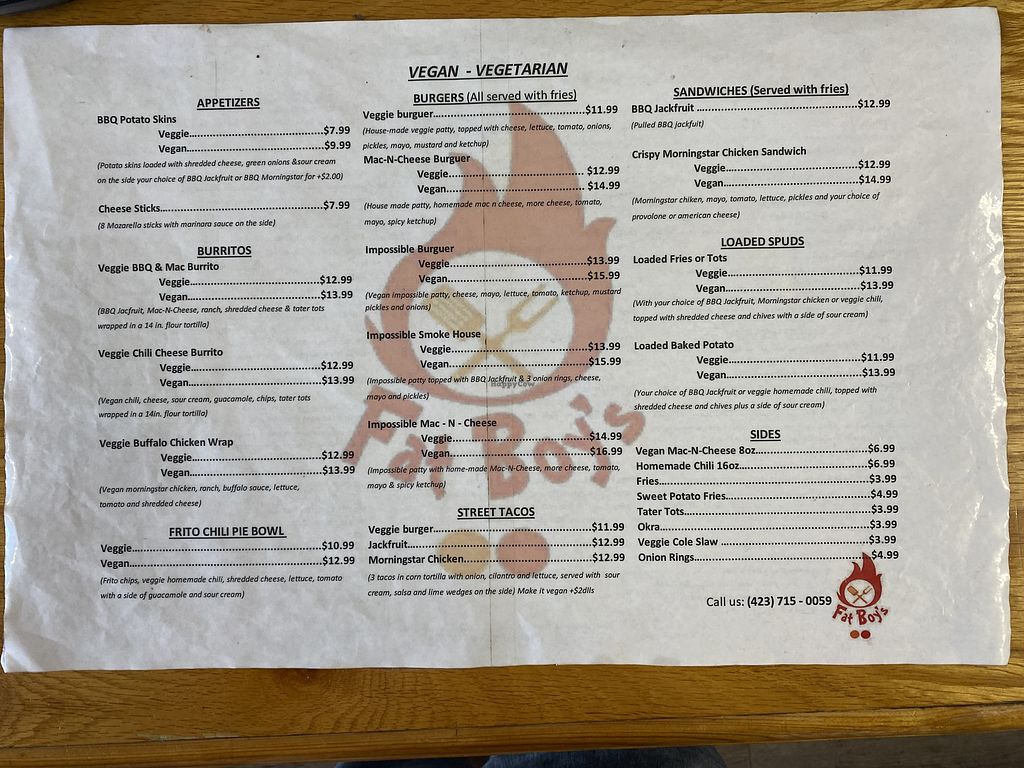 VEGAN - VEGETARIAN
APPETIZERS
BBQ Potato Skins
Veggie....................................$7.99
Vegan.....................................$9.99
(Potato skins loaded with shredded cheese, green onions &sour cream
on the side your choice of BBQ Jackfruit or BBQ Morningstar for +$2.00)
Cheese Sticks..........................................$7.99
(8 Mozarella sticks with marinara sauce on the side)
BURRITOS
Veggie BBQ & Mac Burrito
Veggie....................................$12.99
Vegan.....................................$13.99
(BBQ Jacfruit, Mac-N-Cheese, ranch, shredded cheese & tater tots
wrapped in a 14 in. flour tortilla)
Veggie Chili Cheese Burrito
Veggie....................................$12.99
Vegan.....................................$13.99
(Vegan chili, cheese, sour cream, guacamole, chips, tater tots
wrapped in a 14in. flour tortilla)
Veggie Buffalo Chicken Wrap
Veggie....................................$12.99
Vegan.....................................$13.99
(Vegan morningstar chicken, ranch, buffalo sauce, lettuce,
tomato and shredded cheese)
FRITO CHILI PIE BOWL
Veggie..................................................$10.99
Vegan...................................................$12.99
(Frito chips, veggie homemade chili, shredded cheese, lettuce, tomato
with a side of guacamole and sour cream)
BURGERS (All served with fries)
Veggie burguer........................................$11.99
(House-made veggie patty, topped with cheese, lettuce, tomato, onions,
pickles, mayo, mustard and ketchup)
Mac-N-Cheese Burguer
Veggie.................................... $12.99
Vegan..................................... $14.99
(House made patty, homemade mac n cheese, more cheese, tomato,
mayo, spicy ketchup)
Impossible Burguer
Veggie....................................$13.99
Vegan.....................................$15.99
(Vegan impossible patty, cheese, mayo, lettuce, tomato, ketchup, mustard
pickles and onions)
Impossible Smoke House
Veggie....................................$13.99
Vegan.....................................$15.99
(Impossible patty topped with BBQ Jackfruit & 3 onion rings, cheese,
mayo and pickles)
Impossible Mac - N - Cheese
Veggie....................................$14.99
Vegan.....................................$16.99
(Impossible patty with home-made Mac-N-Cheese, more cheese, tomato,
mayo & spicy ketchup)
STREET TACOS
Veggie burger..........................................$11.99
Jackfruit...................................................$12.99
Morningstar Chicken................................$12.99
(3 tacos in corn tortilla with onion, cilantro and lettuce, served with sour
cream, salsa and lime wedges on the side) Make it vegan +$2dlls
SANDWICHES (Served with fries)
BBQ Jackfruit ..........................................$12.99
(Pulled BBQ jackfuit)
Crispy Morningstar Chicken Sandwich
Veggie....................................$12.99
Vegan.....................................$14.99
(Morningstar chiken, mayo, tomato, lettuce, pickles and your choice of
provolone or american cheese)
LOADED SPUDS
Loaded Fries or Tots
Veggie....................................$11.99
Vegan.....................................$13.99
(With your choice of BBQ Jackfruit, Morningstar chicken or veggie chili,
topped with shredded cheese and chives with a side of sour cream)
Loaded Baked Potato
Veggie....................................$11.99
Vegan.....................................$13.99
(Your choice of BBQ Jackfruit or veggie homemade chili, topped with
shredded cheese and chives plus a side of sour cream)
SIDES
Vegan Mac-N-Cheese 8oz.............................$6.99
Homemade Chili 16oz..................................$6.99
Fries.........................................................$3.99
Sweet Potato Fries......................................$4.99
Tater Tots..................................................$3.99
Okra..........................................................$3.99
Veggie Cole Slaw .......................................$3.99
Onion Rings...............................................$4.99
Call us: (423) 715 - 0059
Fat Boy's
Fat Boy's
HappyCow